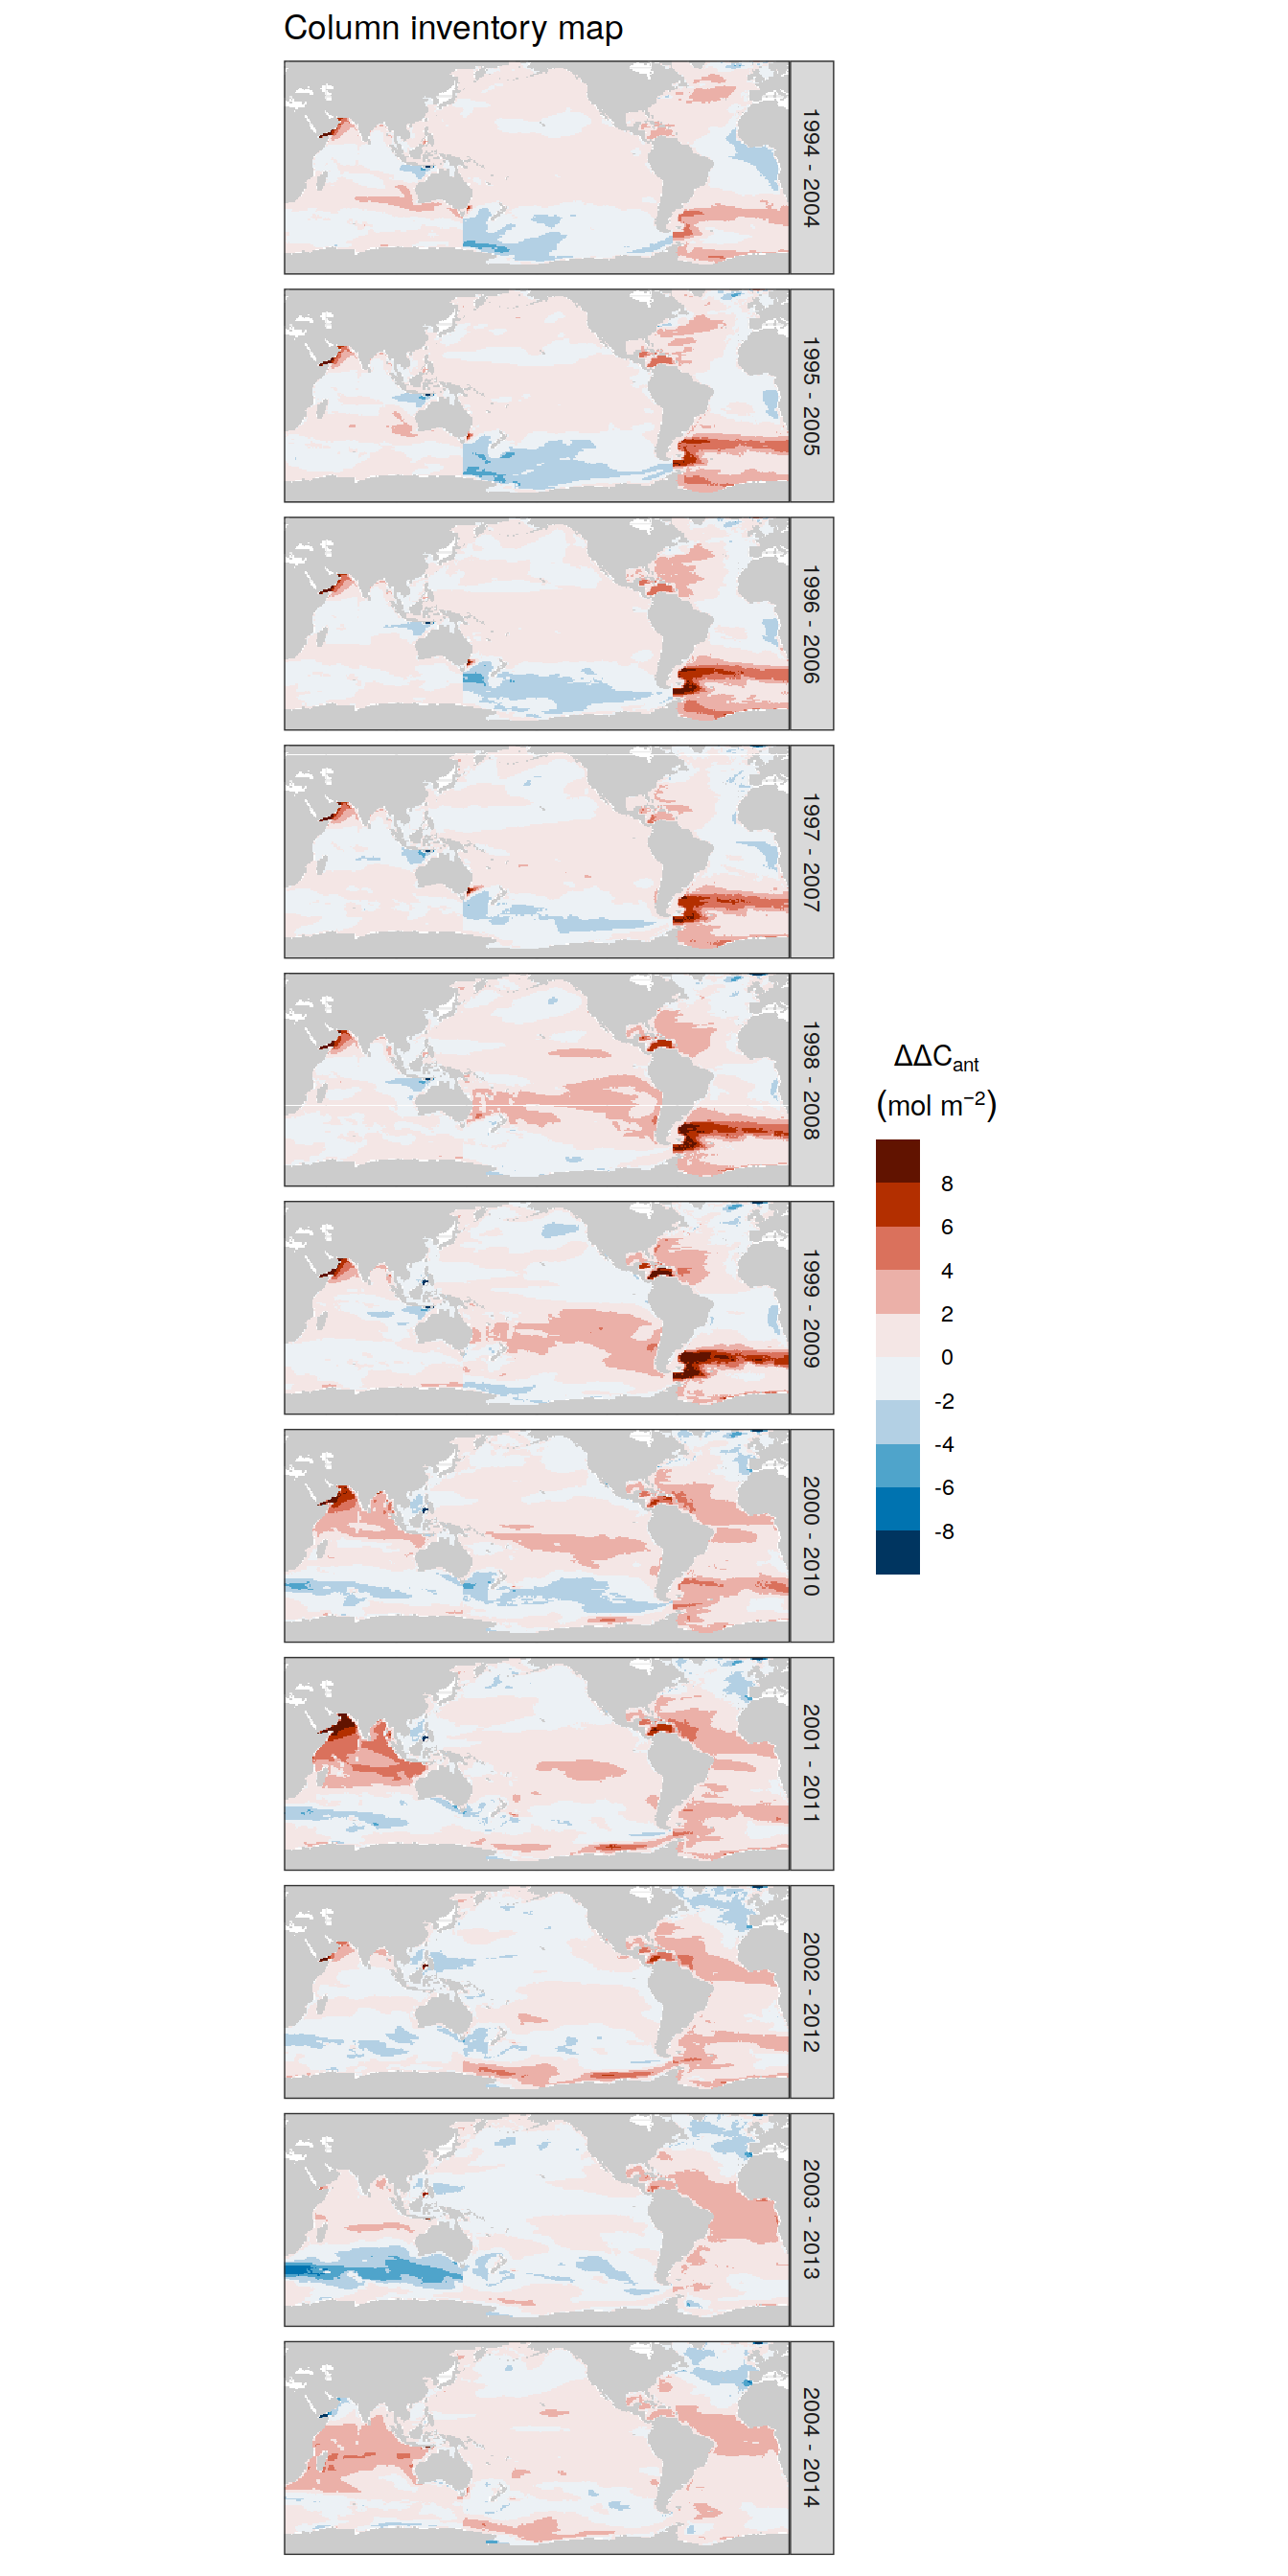 Column inventory map
1994 - 2004
1995 - 2005
1996 - 2006
1997 - 2007
1998 - 2008
1999 - 2009
2000 - 2010
2001 - 2011
2002 - 2012
2003 - 2013
2004 - 2014
ΔΔCant
(mol m−2)
8
6
4
2
0
-2
-4
-6
-8